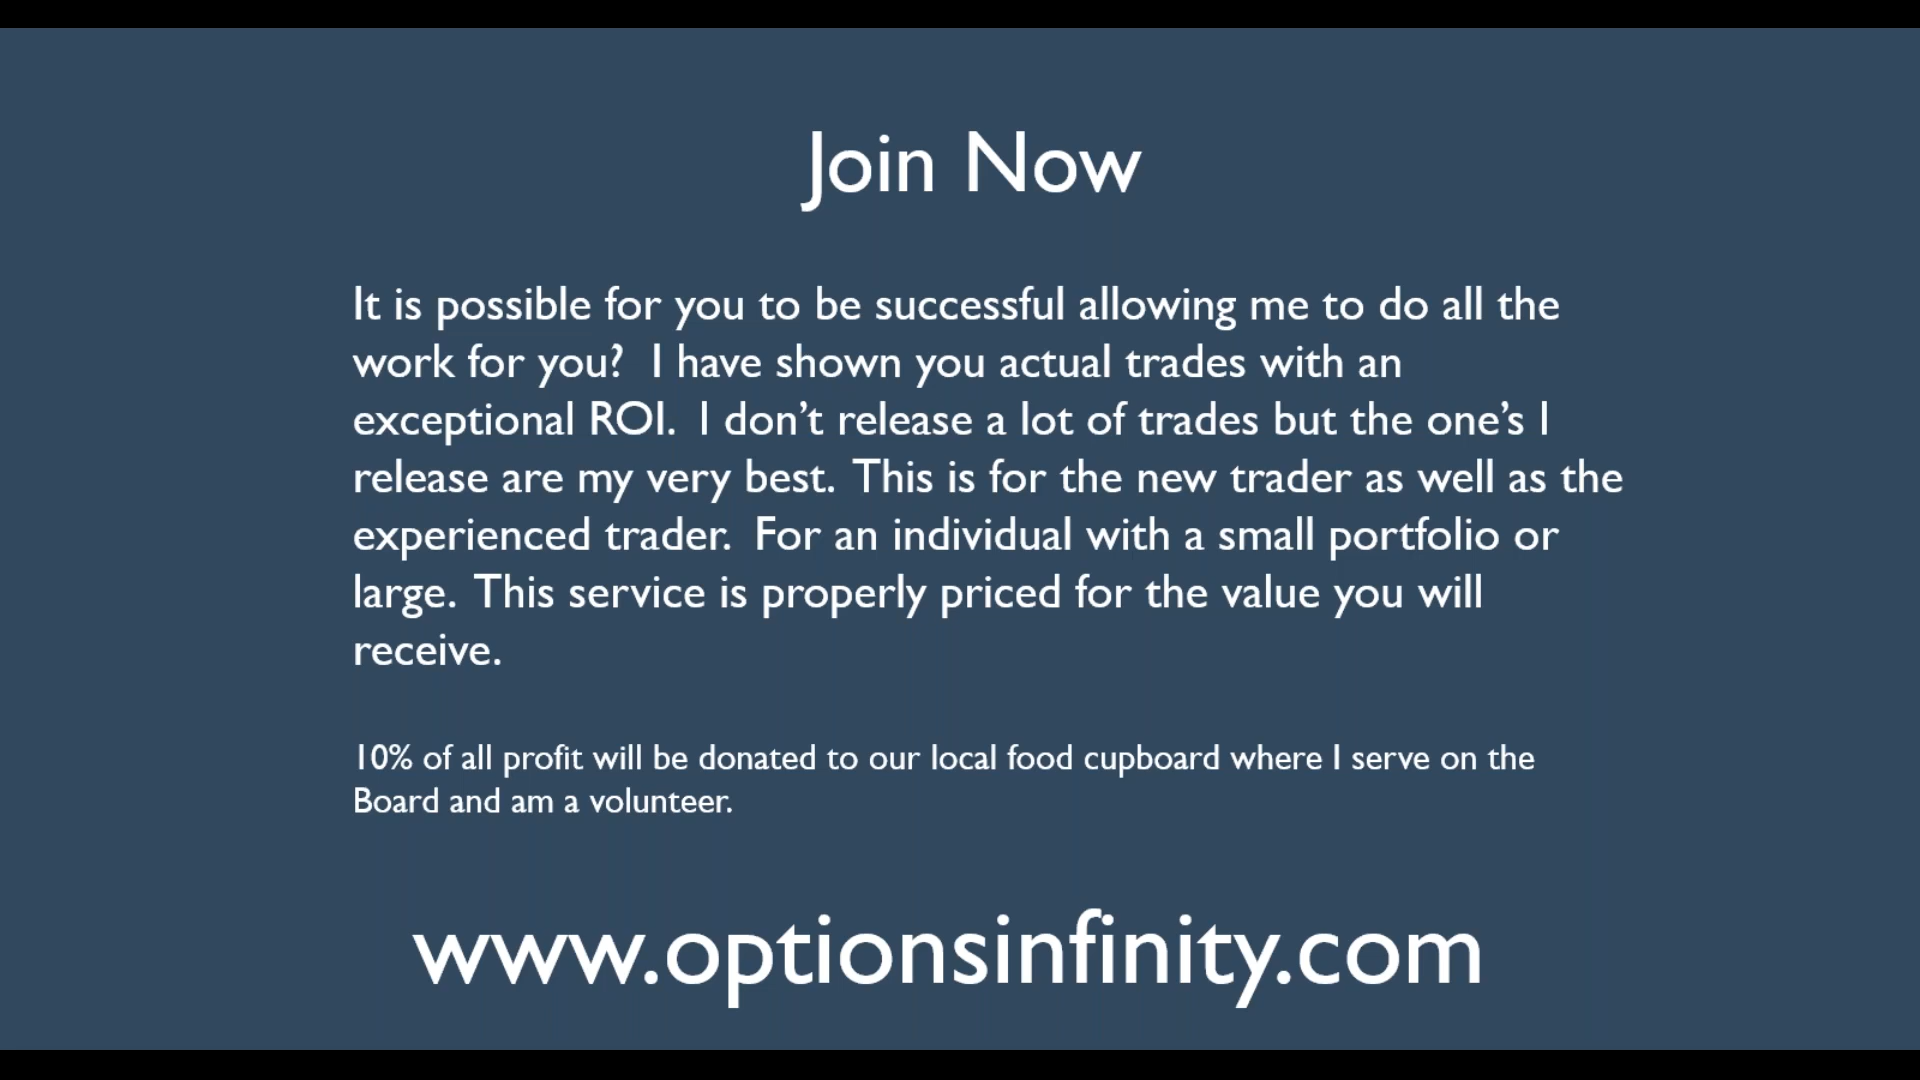 Join Now
It is possible for you to be successful allowing me to do all the
work for you?  I have shown you actual trades with an
exceptional ROI.  I don’t release a lot of trades but the one’s I
release are my very best.  This is for the new trader as well as the
experienced trader.  For an individual with a small portfolio or
large.  This service is properly priced for the value you will
receive.
10% of all profit will be donated to our local food cupboard where I serve on the
Board and am a volunteer.
www.optionsinfinity.com